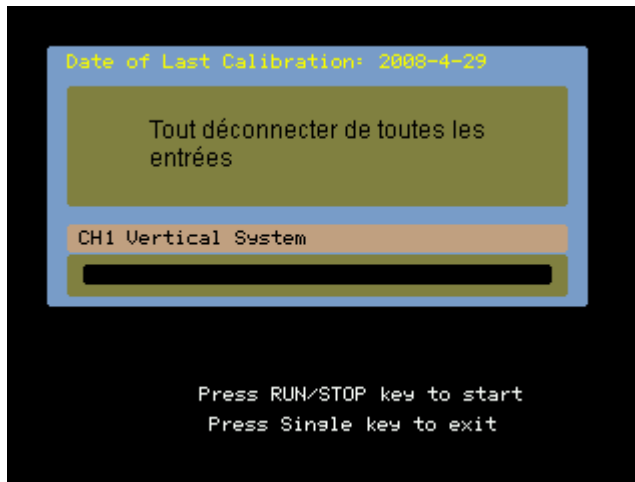 Date of Last Calibration: 2008-4-29
Tout déconnecter de toutes les
entrées
CH1 Vertical System
Press RUN/STOP key to start
Press Single key to exit